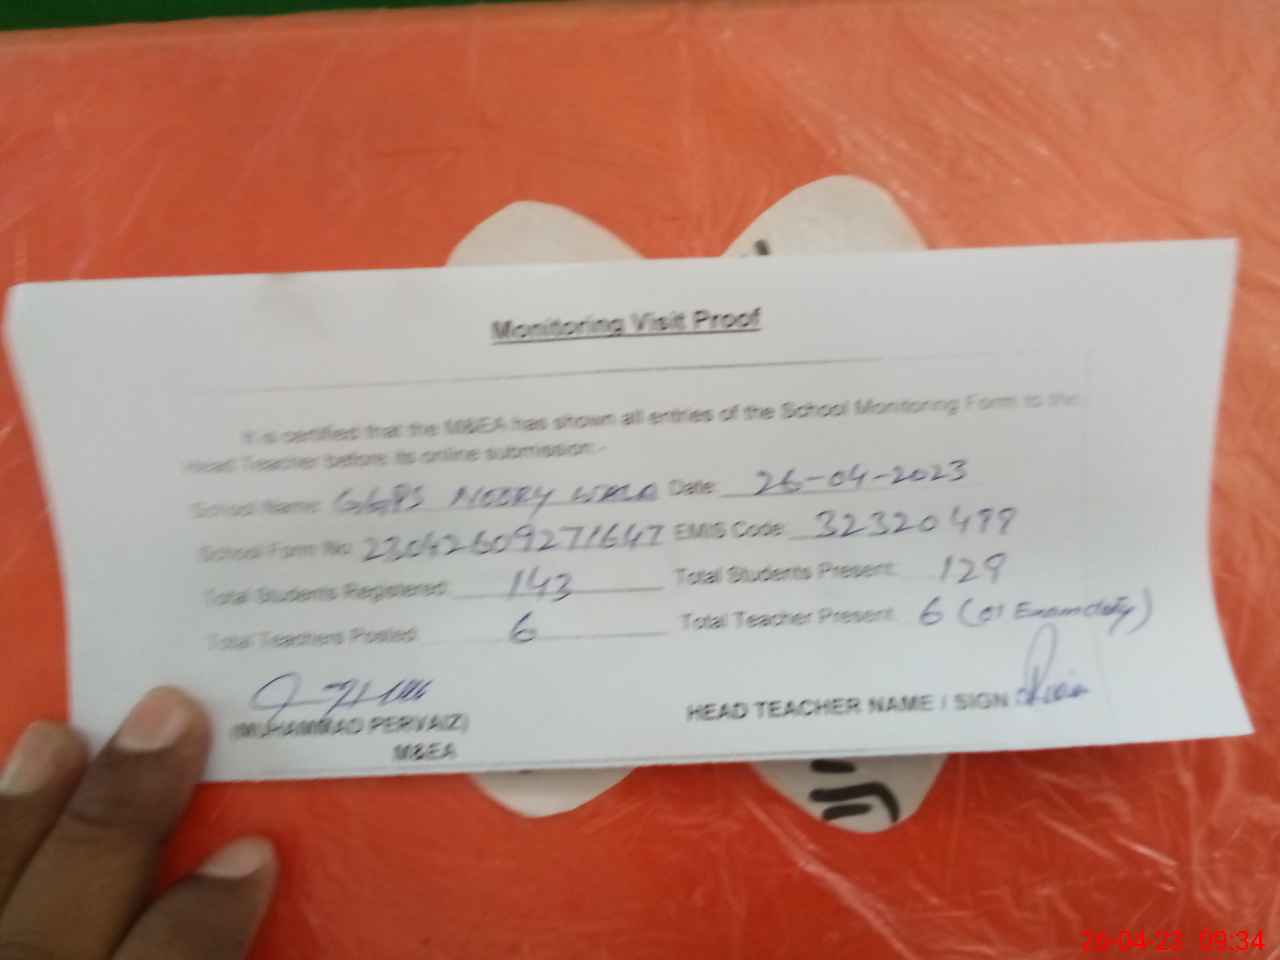 Monitoring Visit Proof
It is certified that the M&EA has shown all entries of the School Monitoring Form to the
Head Teacher before its online submission:-
School Name: GGPS NOORY WALA Date: 26-04-2023
School Form No: 23042609271647 EMIS Code: 32320499
Total Students Registered: 143 Total Students Present: 129
Total Teachers Posted: 6 Total Teacher Present: 6 (01 Exam duty)
(MUHAMMAD PERVAIZ)
HEAD TEACHER NAME / SIGN
M&EA
26-04-23 09:34